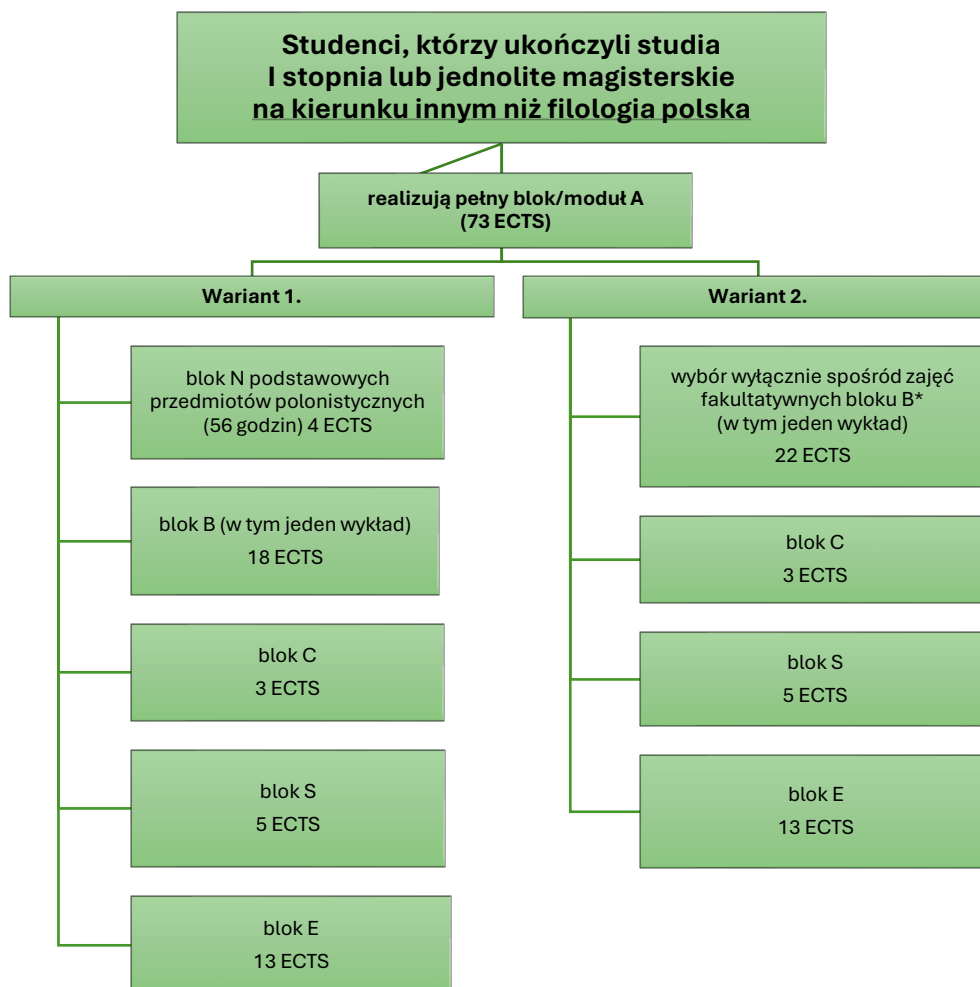 Studenci, którzy ukończyli studia
I stopnia lub jednolite magisterskie
na kierunku innym niż filologia polska
realizują pełny blok/moduł A
(73 ECTS)
Wariant 1.
blok N podstawowych
przedmiotów polonistycznych
(56 godzin) 4 ECTS
blok B (w tym jeden wykład)
18 ECTS
blok C
3 ECTS
blok S
5 ECTS
blok E
13 ECTS
Wariant 2.
wybór wyłącznie spośród zajęć
fakultatywnych bloku B*
(w tym jeden wykład)
22 ECTS
blok C
3 ECTS
blok S
5 ECTS
blok E
13 ECTS